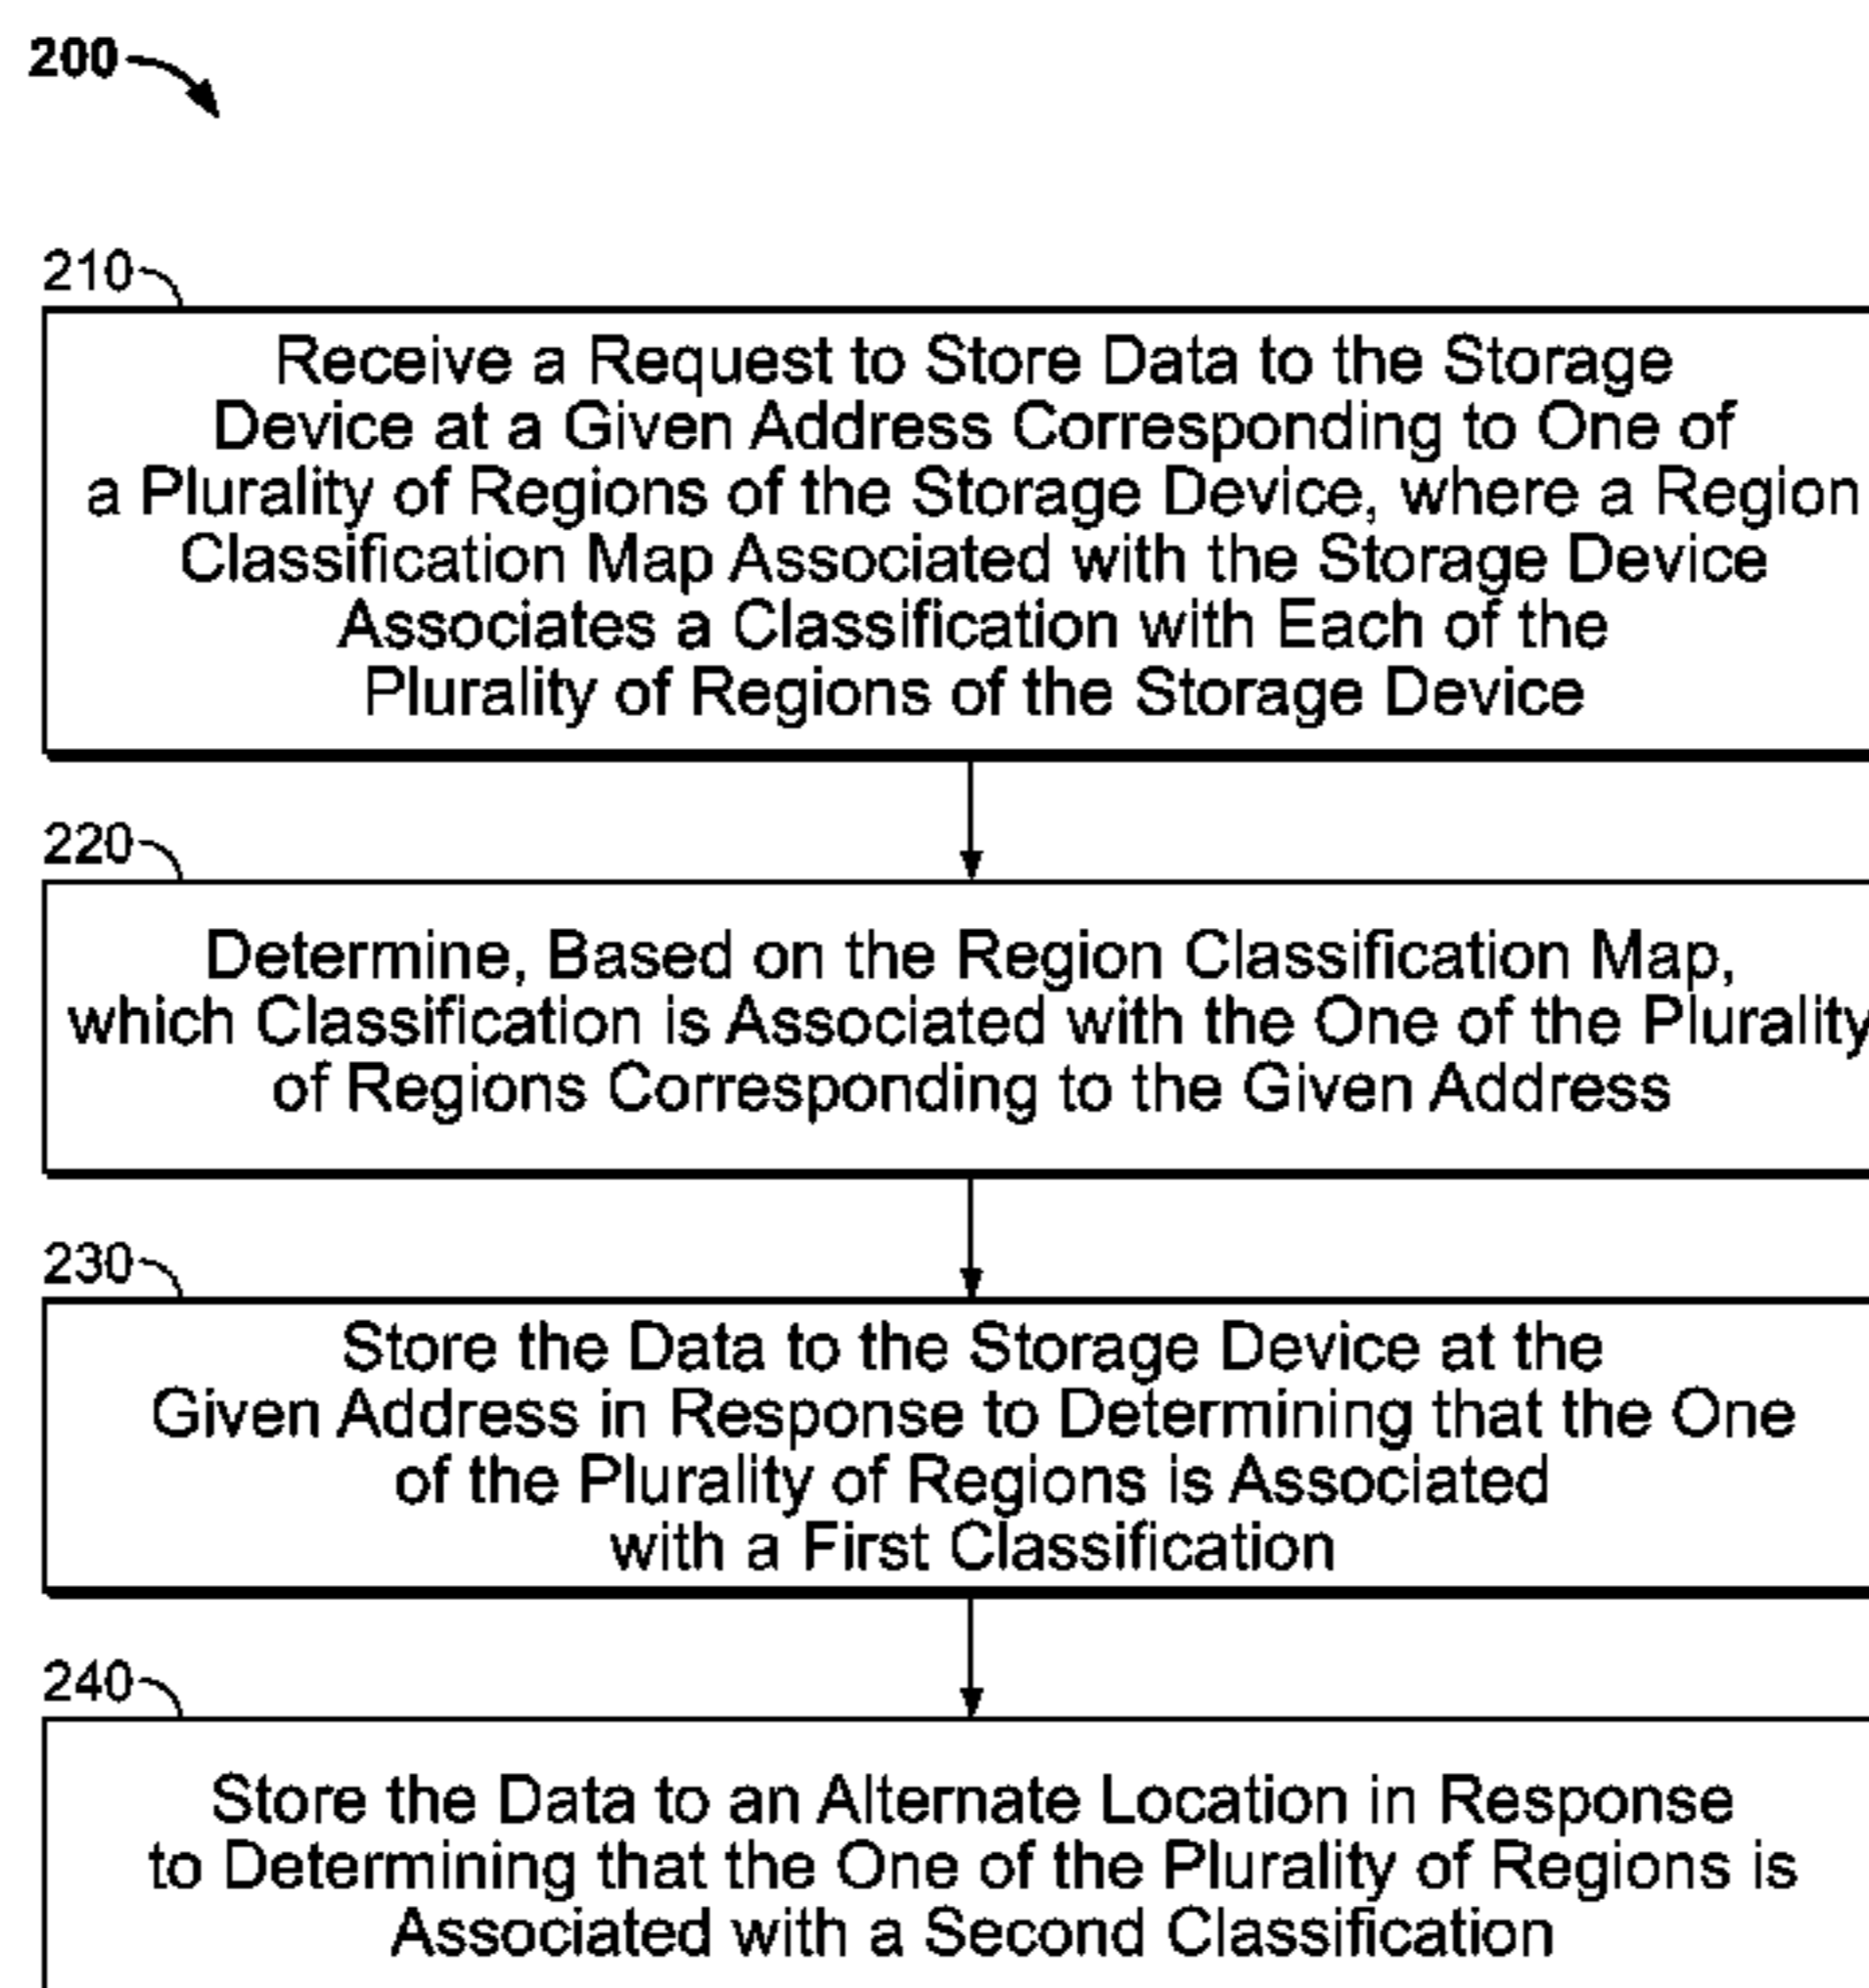 200
210
Receive a Request to Store Data to the Storage
Device at a Given Address Corresponding to One of
a Plurality of Regions of the Storage Device, where a Region
Classification Map Associated with the Storage Device
Associates a Classification with Each of the
Plurality of Regions of the Storage Device
220
Determine, Based on the Region Classification Map,
which Classification is Associated with the One of the Plurality
of Regions Corresponding to the Given Address
230
Store the Data to the Storage Device at the
Given Address in Response to Determining that the One
of the Plurality of Regions is Associated
with a First Classification
240
Store the Data to an Alternate Location in Response
to Determining that the One of the Plurality of Regions is
Associated with a Second Classification